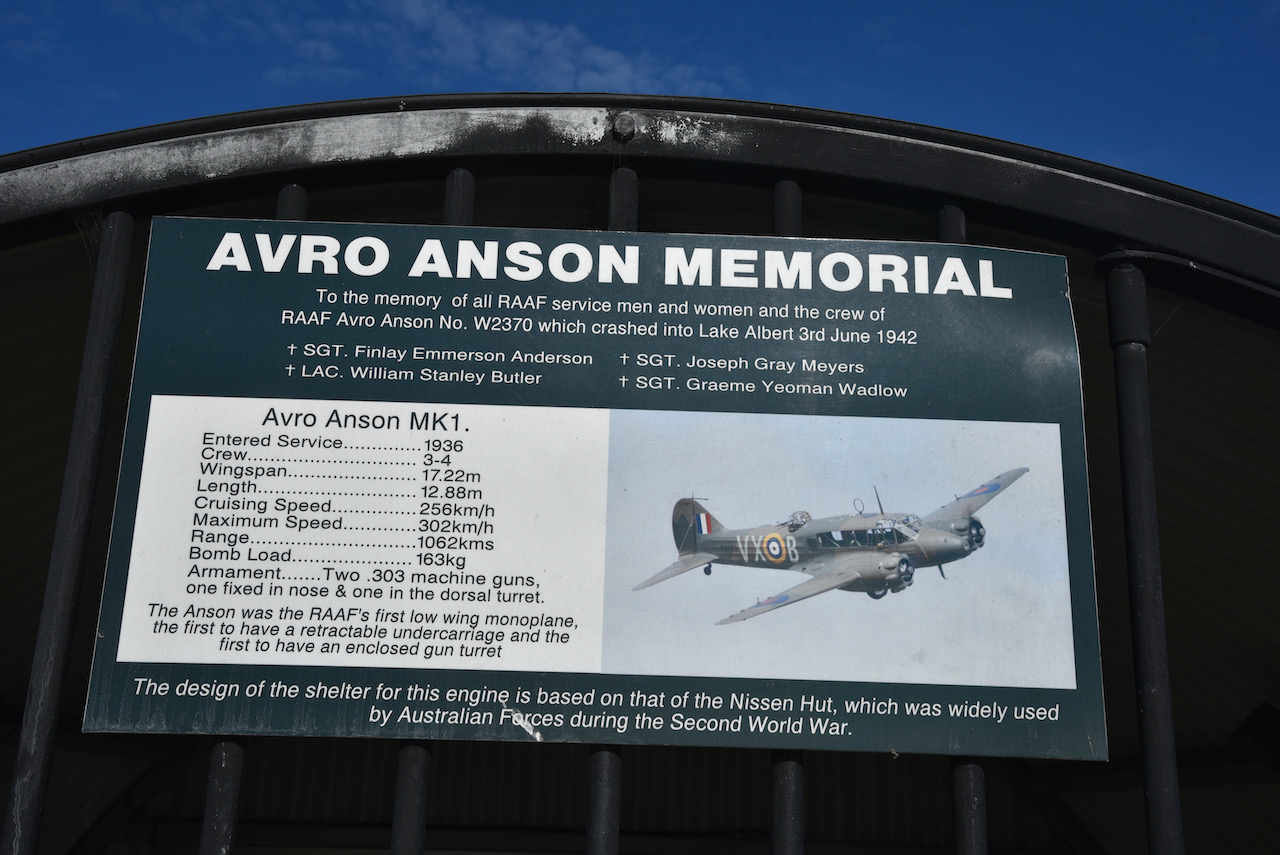 AVRO ANSON MEMORIAL
To the memory of all RAAF service men and women and the crew of
RAAF Avro Anson No. W2370 which crashed into Lake Albert 3rd June 1942
† SGT. Finlay Emmerson Anderson † SGT. Joseph Gray Meyers
† LAC. William Stanley Butler † SGT. Graeme Yeoman Wadlow
Avro Anson MK1.
Entered Service..............1936
Crew............................... 3-4
Wingspan....................... 17.22m
Length............................ 12.88m
Cruising Speed...............256km/h
Maximum Speed.............302km/h
Range..............................1062kms
Bomb Load......................163kg
Armament.......Two .303 machine guns,
one fixed in nose & one in the dorsal turret.
The Anson was the RAAF's first low wing monoplane,
the first to have a retractable undercarriage and the
first to have an enclosed gun turret
VX B
The design of the shelter for this engine is based on that of the Nissen Hut, which was widely used
by Australian Forces during the Second World War.